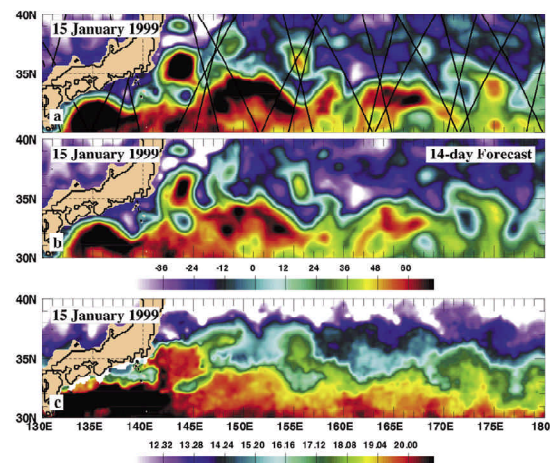 40N
15 January 1999
35N
a
40N
15 January 1999
14-day Forecast
35N
b
30N
-36 -24 -12 0 12 24 36 48 60
40N
15 January 1999
35N
c
30N
130E 135E 140E 145E 150E 155E 160E 165E 170E 175E 180
12.32 13.28 14.24 15.20 16.16 17.12 18.08 19.04 20.00